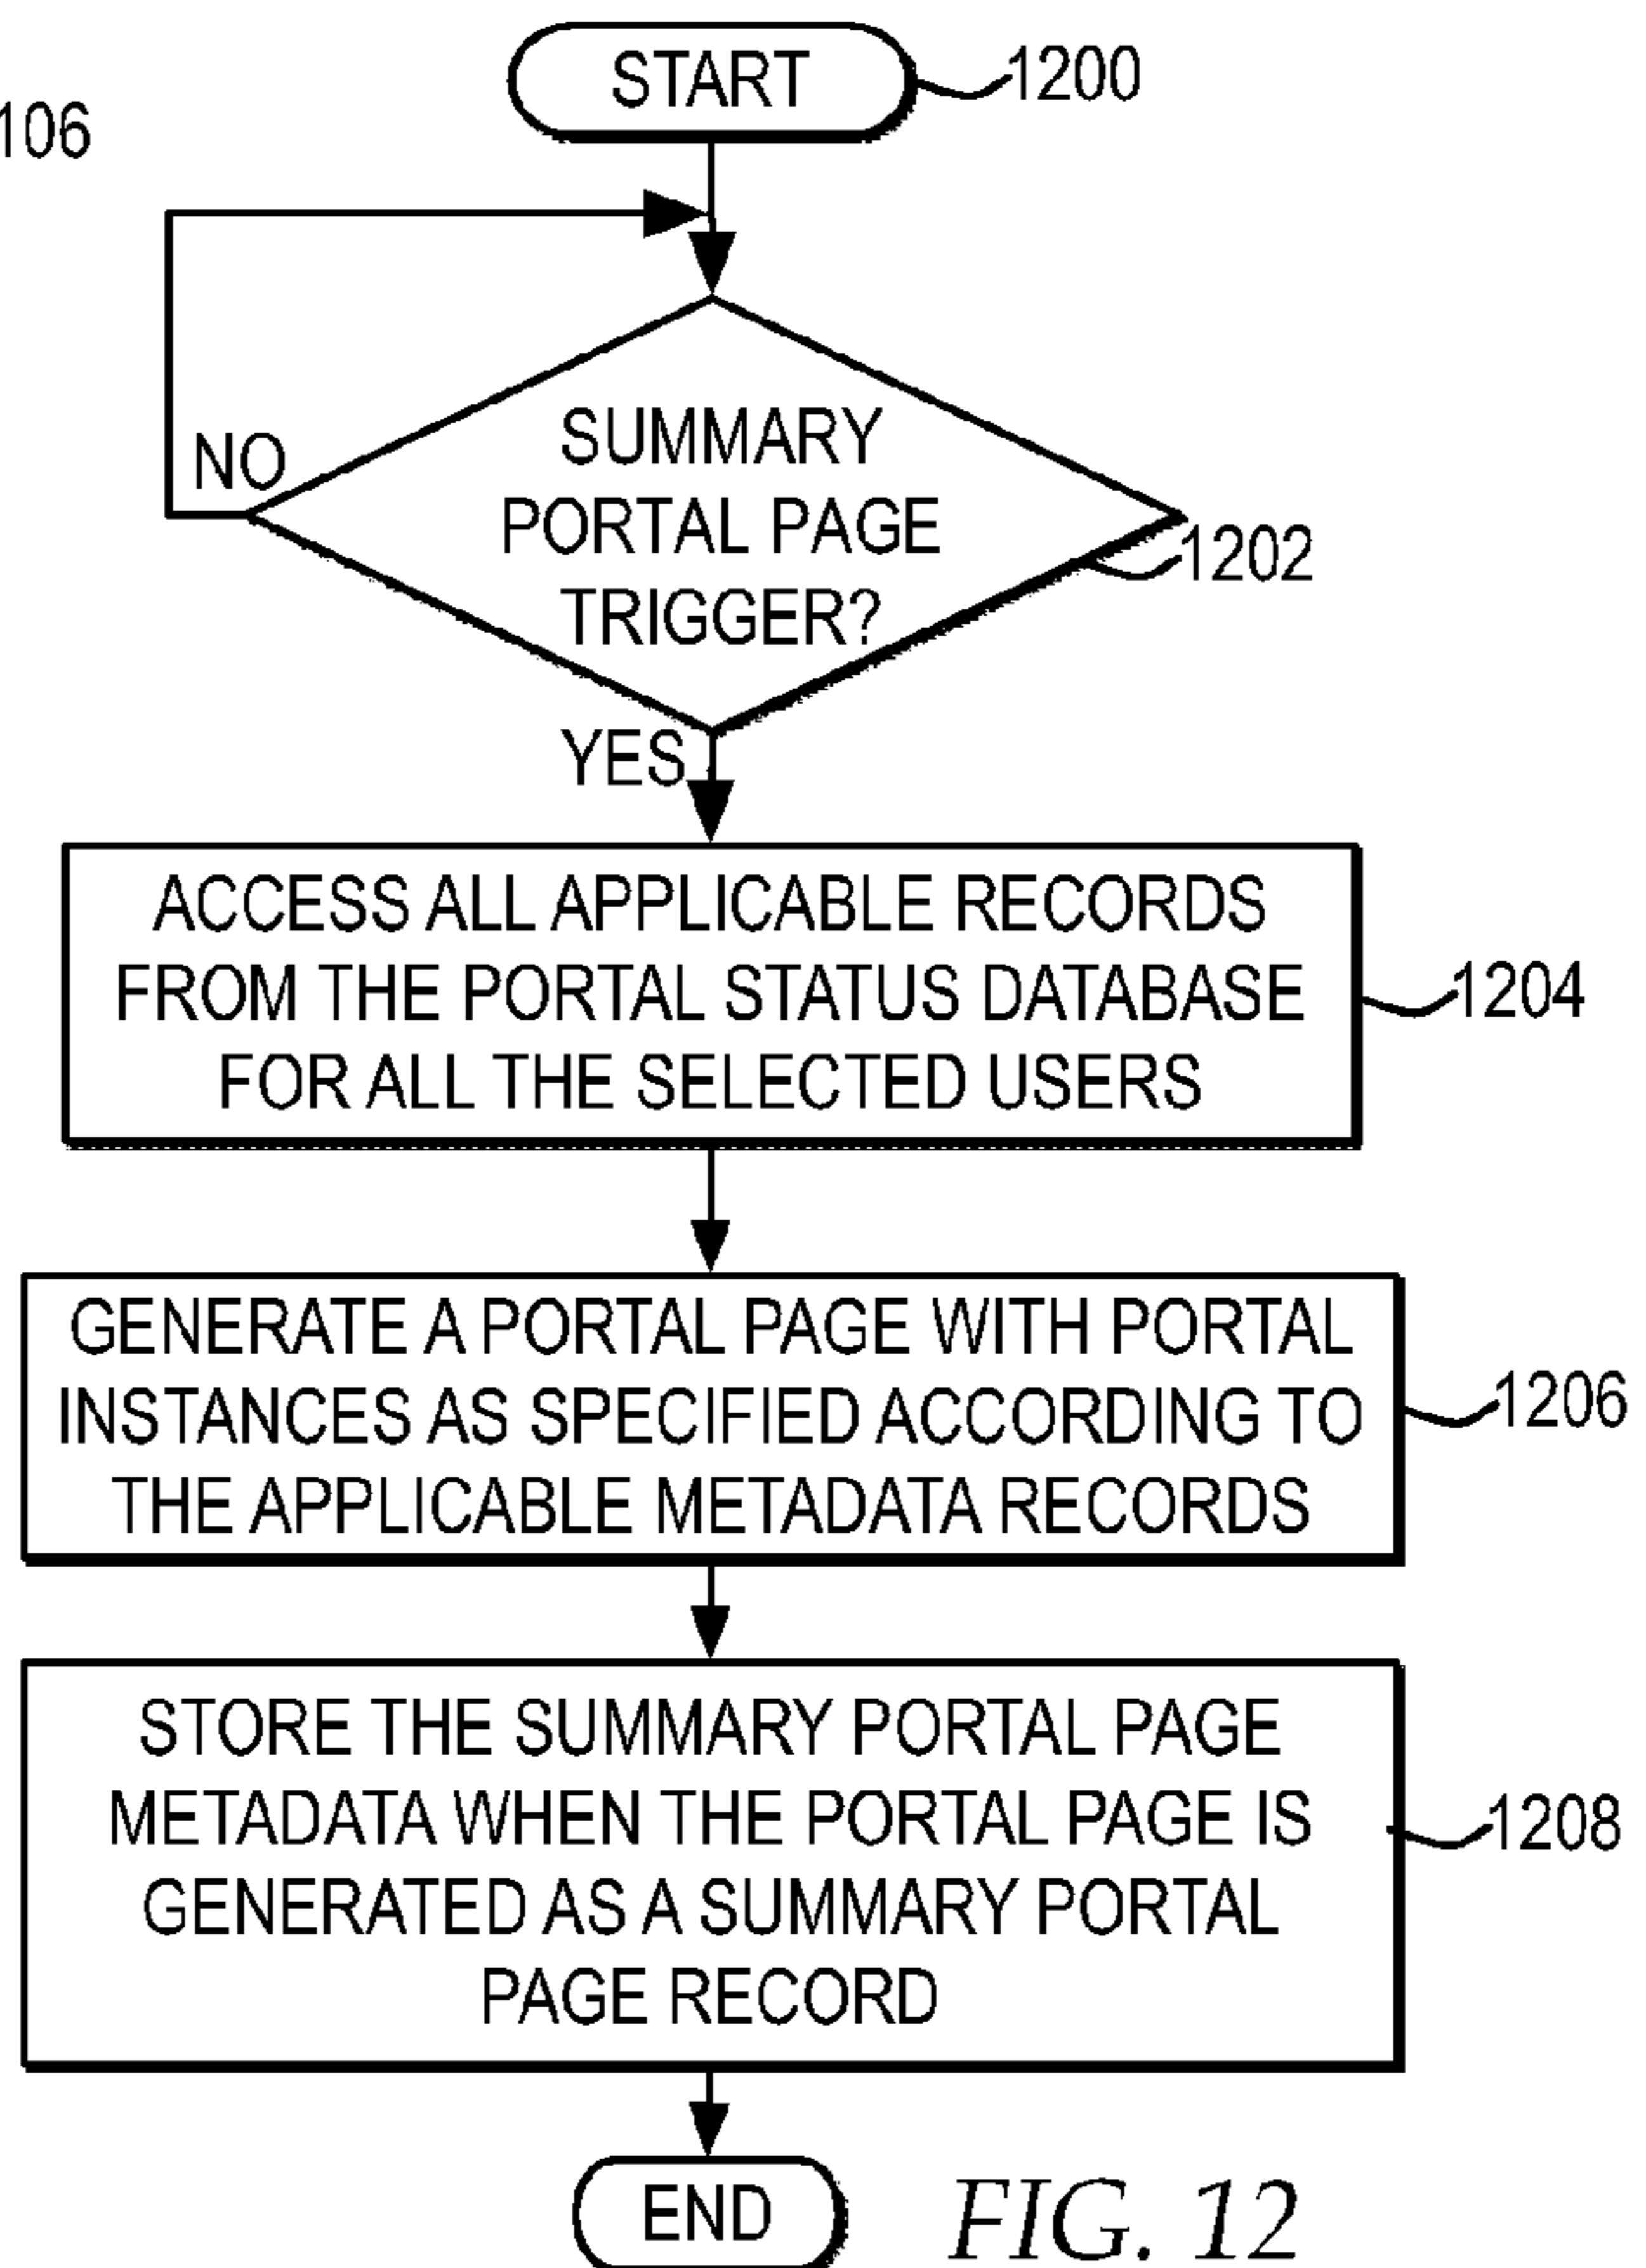 START
1200
106
SUMMARY
PORTAL PAGE
TRIGGER?
NO
1202
YES
ACCESS ALL APPLICABLE RECORDS
FROM THE PORTAL STATUS DATABASE
FOR ALL THE SELECTED USERS
1204
GENERATE A PORTAL PAGE WITH PORTAL
INSTANCES AS SPECIFIED ACCORDING TO
THE APPLICABLE METADATA RECORDS
1206
STORE THE SUMMARY PORTAL PAGE
METADATA WHEN THE PORTAL PAGE IS
GENERATED AS A SUMMARY PORTAL
PAGE RECORD
1208
END
FIG. 12